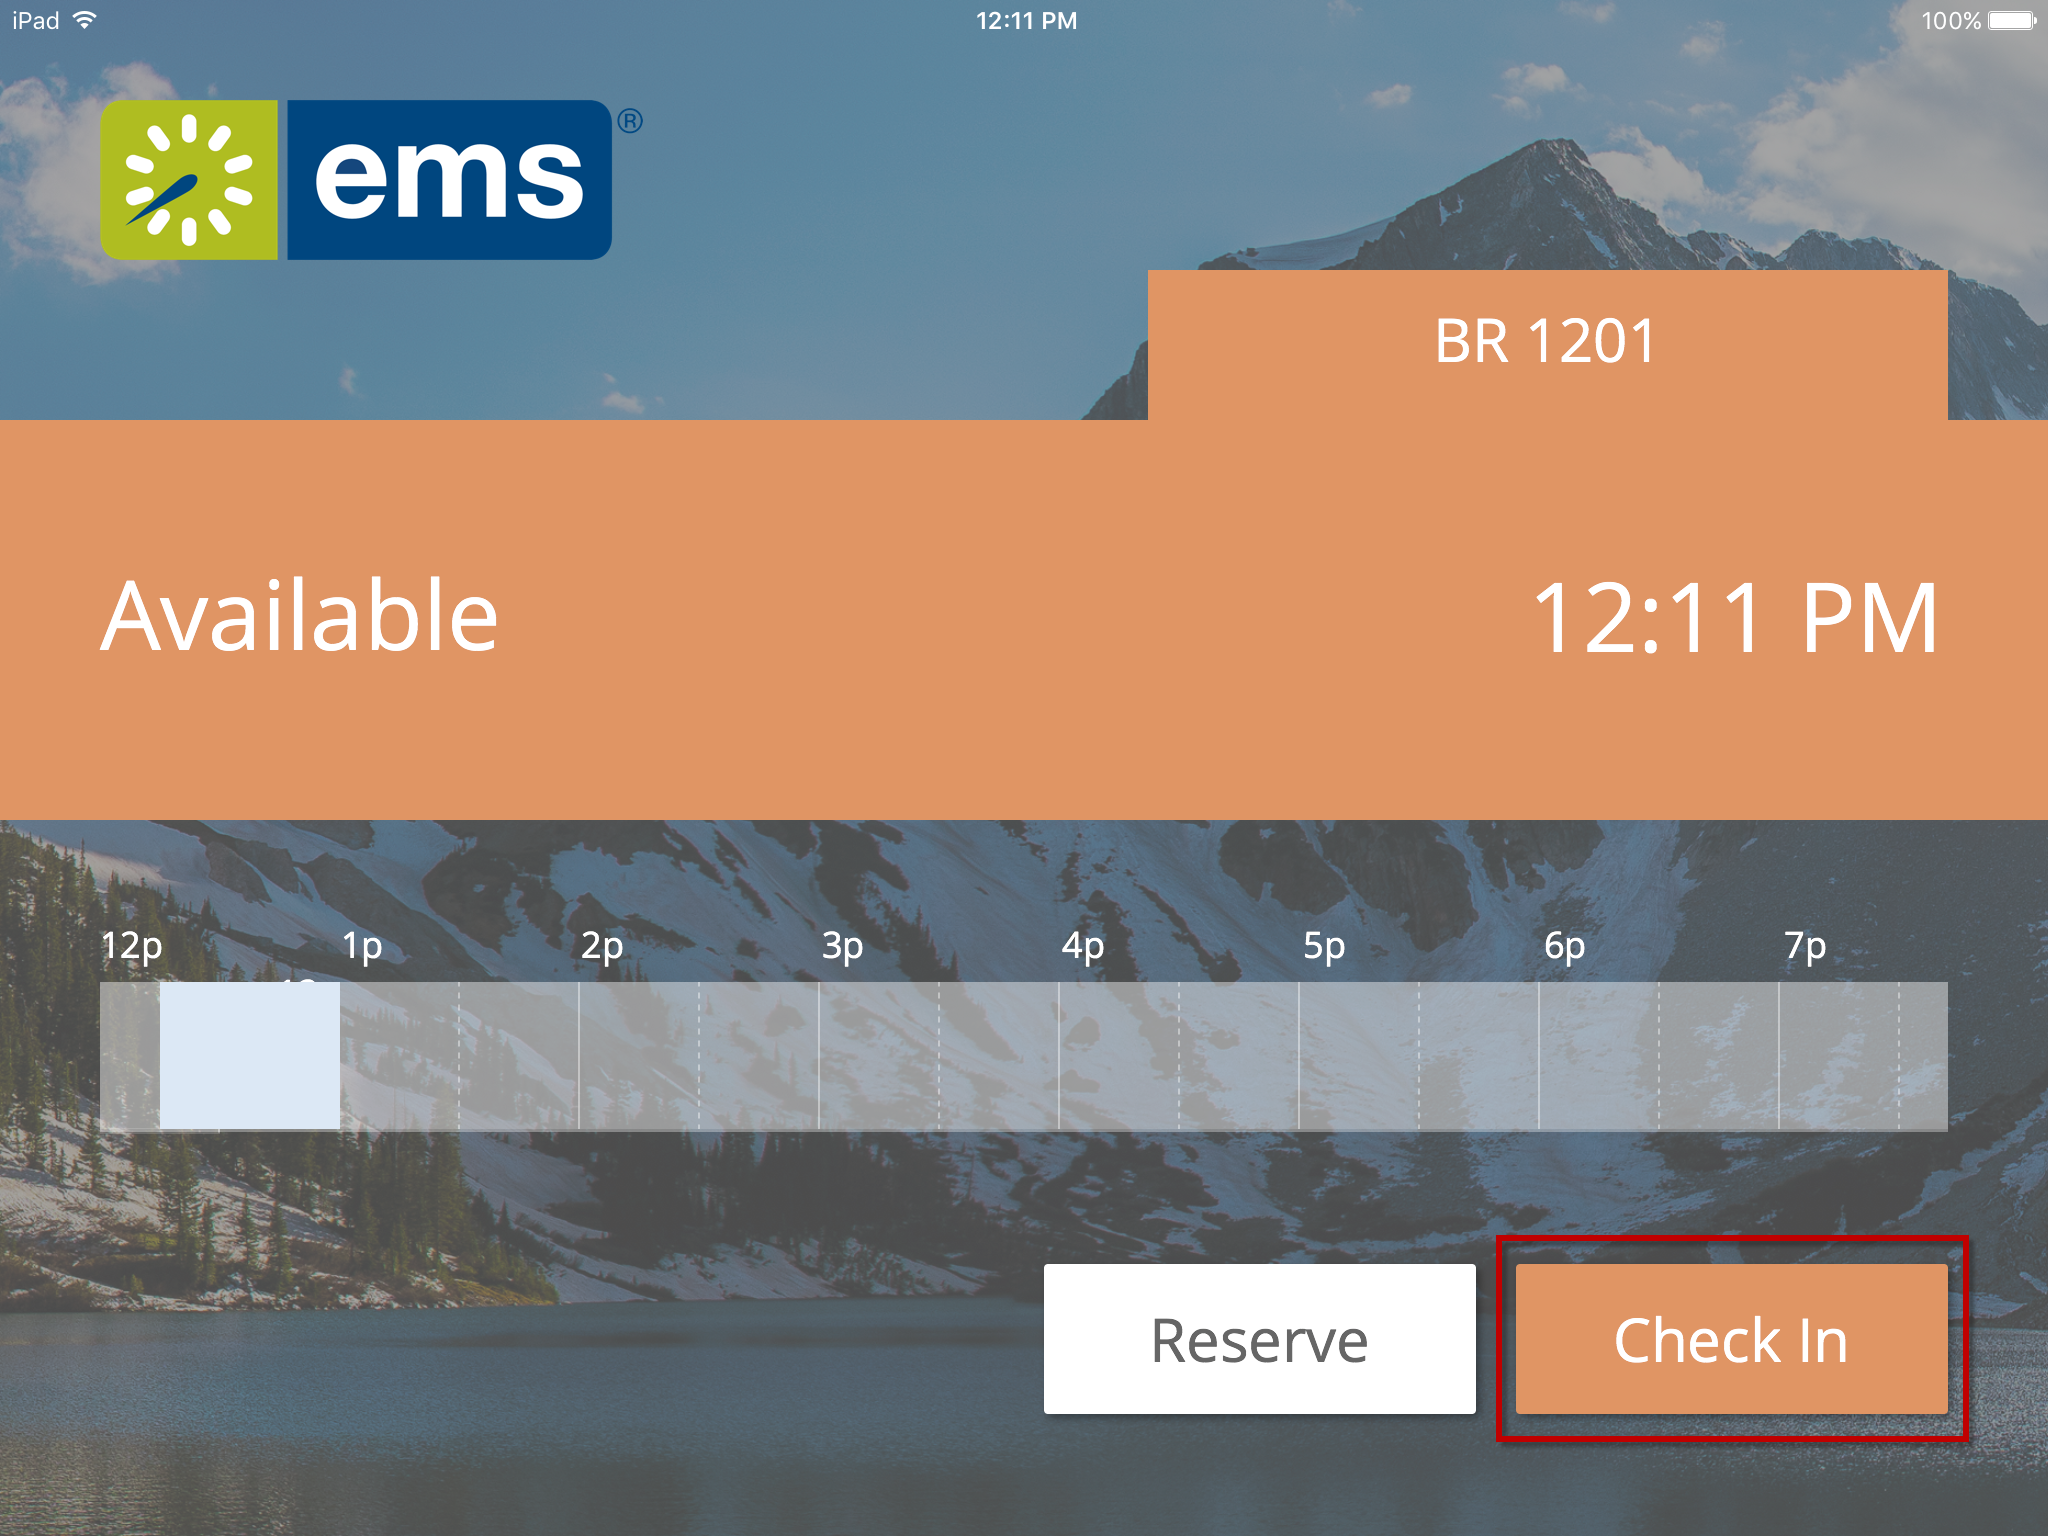 iPad 12:11 PM 100%
ems®
BR 1201
Available 12:11 PM
12p 1p 2p 3p 4p 5p 6p 7p
Reserve Check In